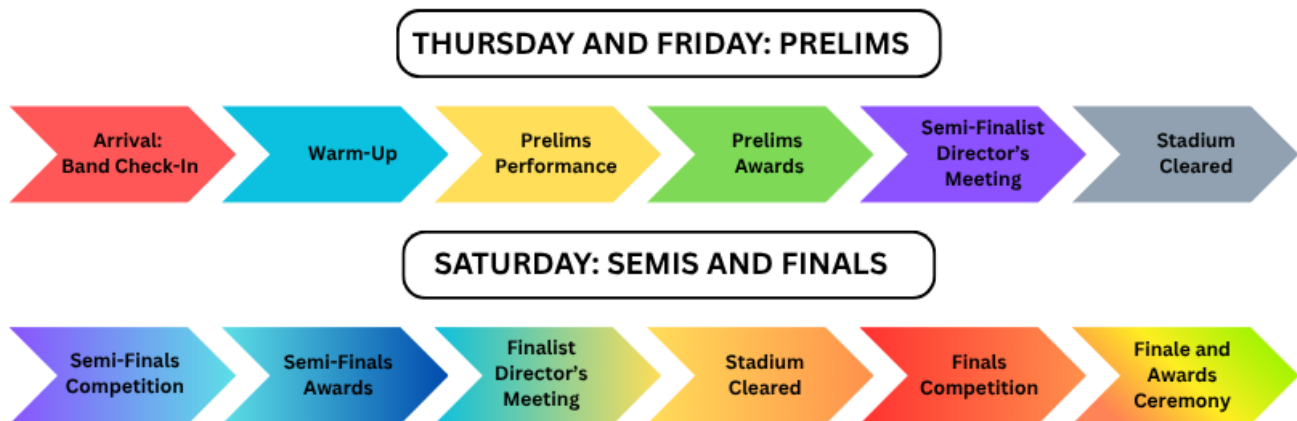 THURSDAY AND FRIDAY: PRELIMS
Arrival:
Band Check-In
Warm-Up
Prelims
Performance
Prelims
Awards
Semi-Finalist
Director's
Meeting
Stadium
Cleared
SATURDAY: SEMIS AND FINALS
Semi-Finals
Competition
Semi-Finals
Awards
Finalist
Director's
Meeting
Stadium
Cleared
Finals
Competition
Finale and
Awards
Ceremony